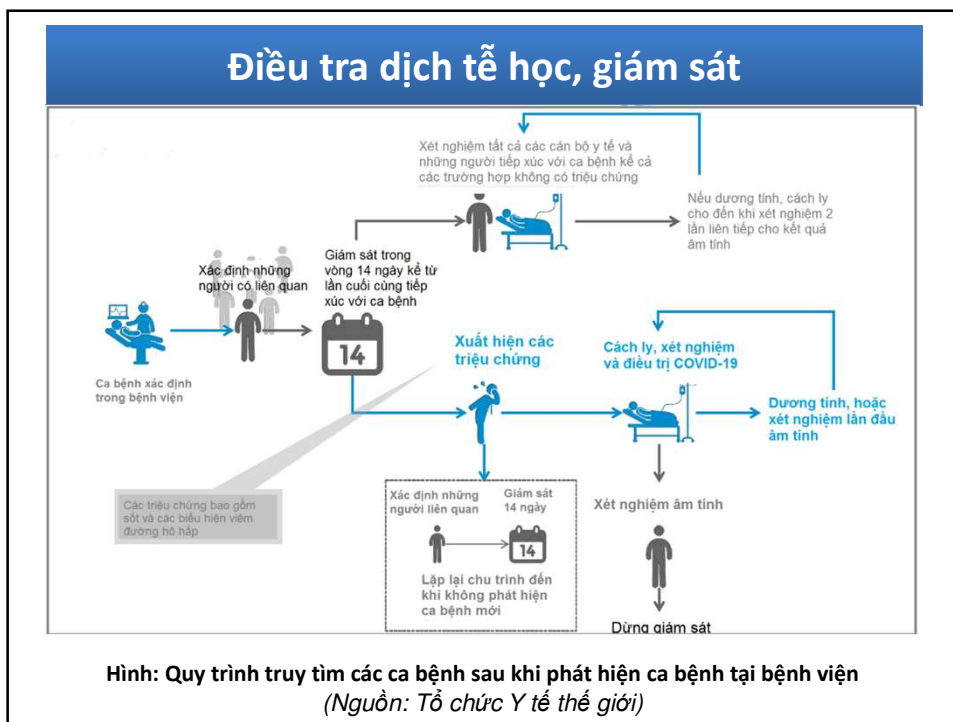 Điều tra dịch tễ học, giám sát
Xét nghiệm tất cả các cán bộ y tế và
những người tiếp xúc với ca bệnh kể cả
các trường hợp không có triệu chứng
Nếu dương tính, cách ly
cho đến khi xét nghiệm 2
lần liên tiếp cho kết quả
âm tính
Giám sát trong
vòng 14 ngày kể từ
lần cuối cùng tiếp
xúc với ca bệnh
Xác định những
người có liên quan
14
Ca bệnh xác định
trong bệnh viện
Xuất hiện các
triệu chứng
Cách ly, xét nghiệm
và điều trị COVID-19
Dương tính, hoặc
xét nghiệm lần đầu
âm tính
Các triệu chứng bao gồm
sốt và các biểu hiện viêm
đường hô hấp
Xác định những
người liên quan
Giám sát
14 ngày
14
Lặp lại chu trình đến
khi không phát hiện
ca bệnh mới
Xét nghiệm âm tính
Dừng giám sát
Hình: Quy trình truy tìm các ca bệnh sau khi phát hiện ca bệnh tại bệnh viện
(Nguồn: Tổ chức Y tế thế giới)